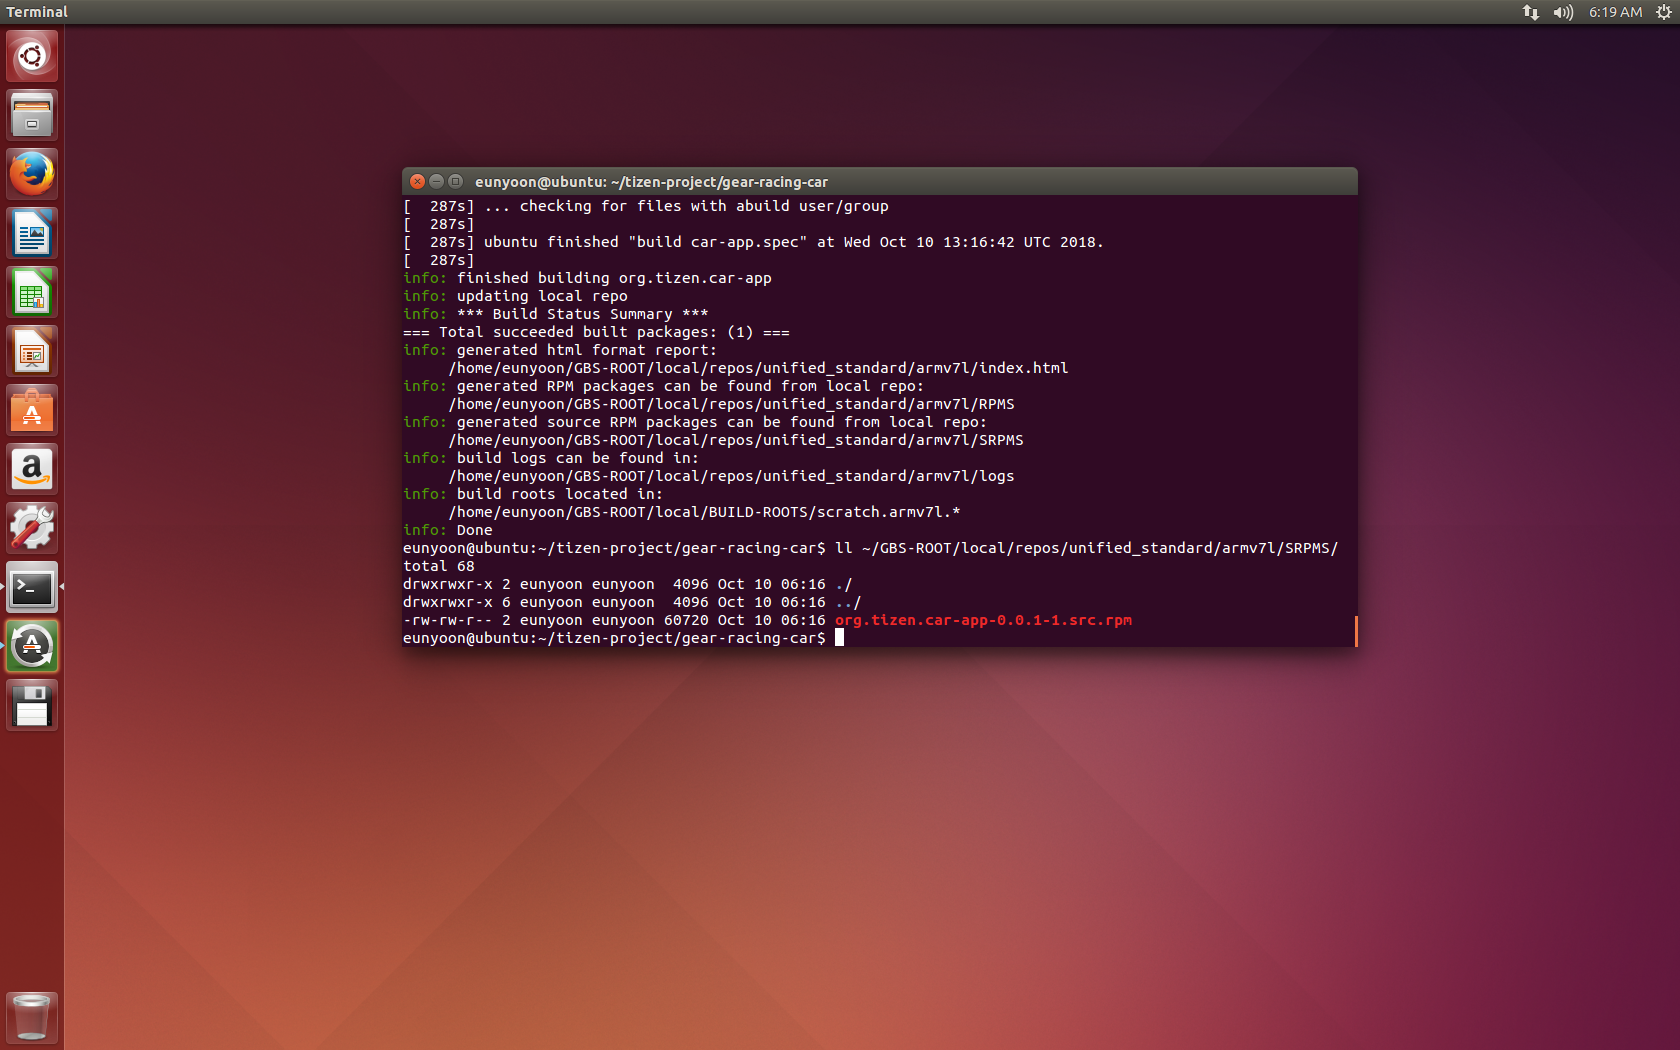 Terminal
6:19 AM
eunyoon@ubuntu: ~/tizen-project/gear-racing-car
[  287s] ... checking for files with abuild user/group
[  287s]
[  287s] ubuntu finished "build car-app.spec" at Wed Oct 10 13:16:42 UTC 2018.
[  287s]
info: finished building org.tizen.car-app
info: updating local repo
info: *** Build Status Summary ***
=== Total succeeded built packages: (1) ===
info: generated html format report:
     /home/eunyoon/GBS-ROOT/local/repos/unified_standard/armv7l/index.html
info: generated RPM packages can be found from local repo:
     /home/eunyoon/GBS-ROOT/local/repos/unified_standard/armv7l/RPMS
info: generated source RPM packages can be found from local repo:
     /home/eunyoon/GBS-ROOT/local/repos/unified_standard/armv7l/SRPMS
info: build logs can be found in:
     /home/eunyoon/GBS-ROOT/local/repos/unified_standard/armv7l/logs
info: build roots located in:
     /home/eunyoon/GBS-ROOT/local/BUILD-ROOTS/scratch.armv7l.*
info: Done
eunyoon@ubuntu:~/tizen-project/gear-racing-car$ ll ~/GBS-ROOT/local/repos/unified_standard/armv7l/SRPMS/
total 68
drwxrwxr-x 2 eunyoon eunyoon  4096 Oct 10 06:16 ./
drwxrwxr-x 6 eunyoon eunyoon  4096 Oct 10 06:16 ../
-rw-rw-r-- 2 eunyoon eunyoon 60720 Oct 10 06:16 org.tizen.car-app-0.0.1-1.src.rpm
eunyoon@ubuntu:~/tizen-project/gear-racing-car$